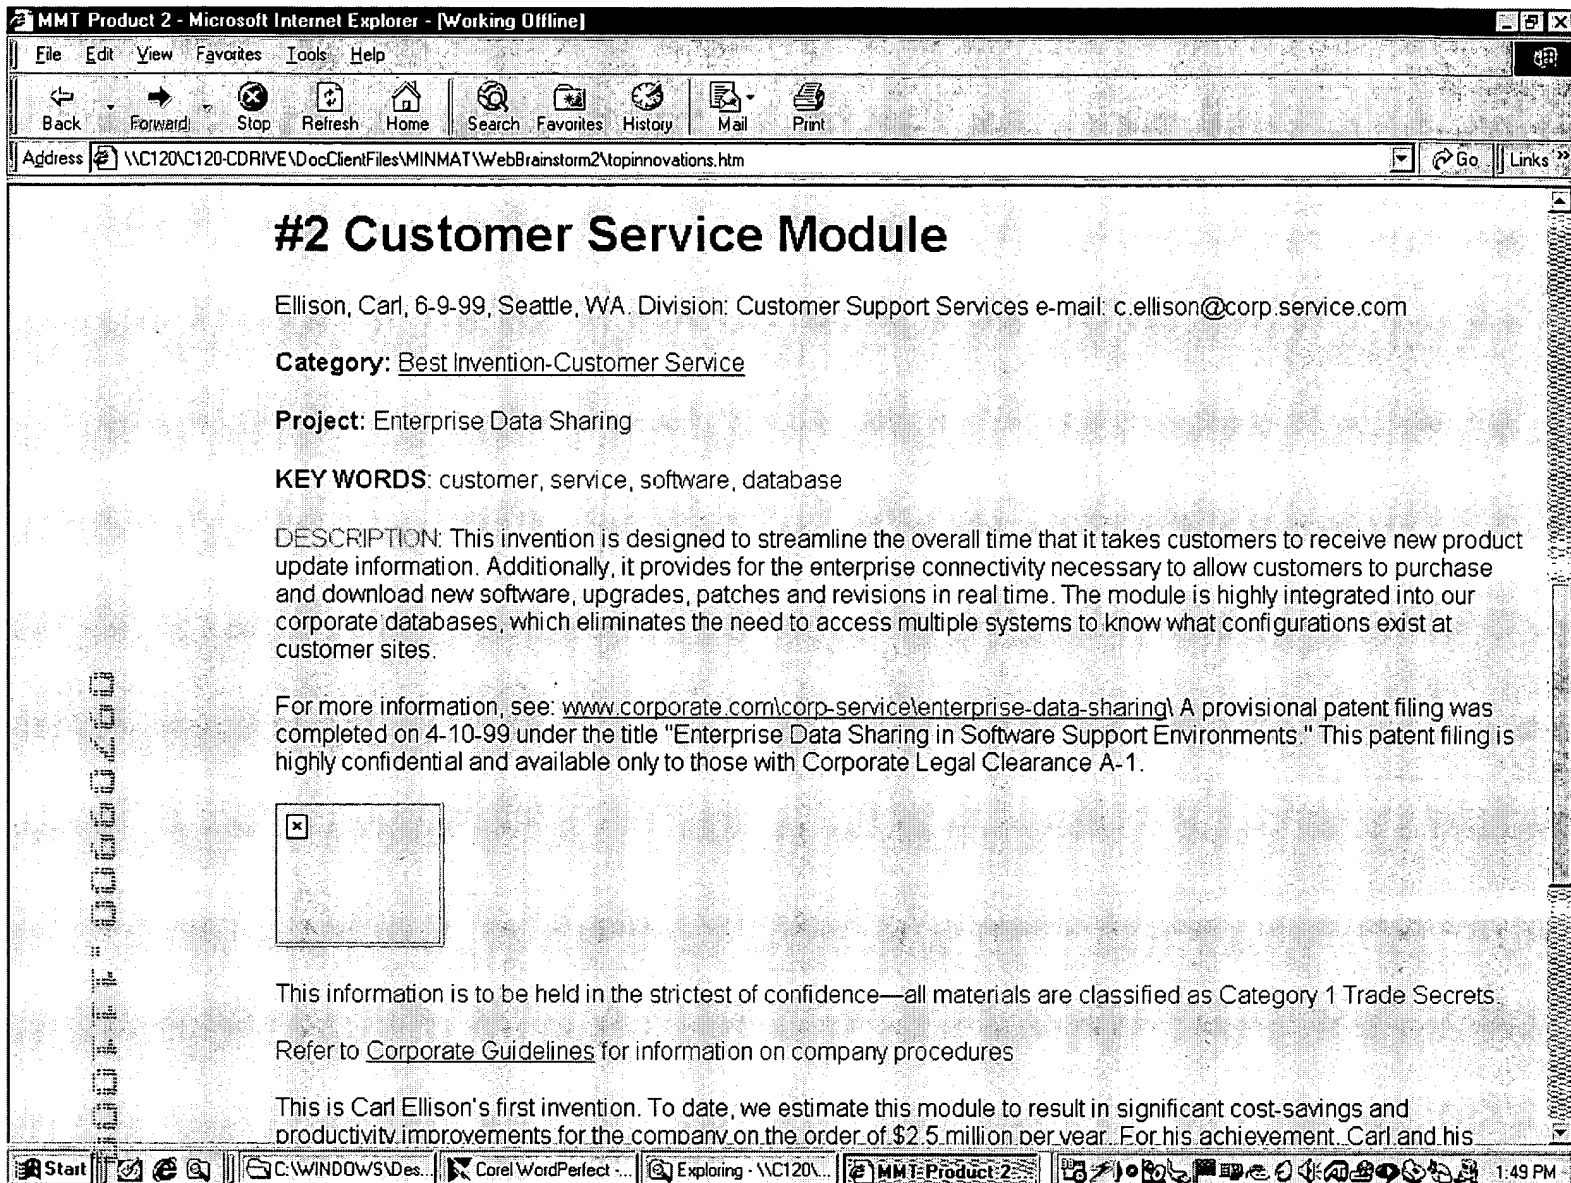 MMT Product 2 - Microsoft Internet Explorer - [Working Offline]
File Edit View Favorites Tools Help
Back Forward Stop Refresh Home Search Favorites History Mail Print
Address \\C120\C120-CDRIVE\DocClientFiles\MINMAT\WebBrainstorm2\topinnovations.htm Go Links »
#2 Customer Service Module
Ellison, Carl, 6-9-99, Seattle, WA. Division: Customer Support Services e-mail: c.ellison@corp.service.com
Category: Best Invention-Customer Service
Project: Enterprise Data Sharing
KEY WORDS: customer, service, software, database
DESCRIPTION: This invention is designed to streamline the overall time that it takes customers to receive new product
update information. Additionally, it provides for the enterprise connectivity necessary to allow customers to purchase
and download new software, upgrades, patches and revisions in real time. The module is highly integrated into our
corporate databases, which eliminates the need to access multiple systems to know what configurations exist at
customer sites.
For more information, see: www.corporate.com\corp-service\enterprise-data-sharing\ A provisional patent filing was
completed on 4-10-99 under the title "Enterprise Data Sharing in Software Support Environments." This patent filing is
highly confidential and available only to those with Corporate Legal Clearance A-1.
This information is to be held in the strictest of confidence—all materials are classified as Category 1 Trade Secrets.
Refer to Corporate Guidelines for information on company procedures
This is Carl Ellison's first invention. To date, we estimate this module to result in significant cost-savings and
productivity improvements for the company on the order of $2.5 million per year. For his achievement, Carl and his
Start C:\WINDOWS\Des... Corel WordPerfect -... Exploring - \\C120\... MMT Product 2 - 1:49 PM